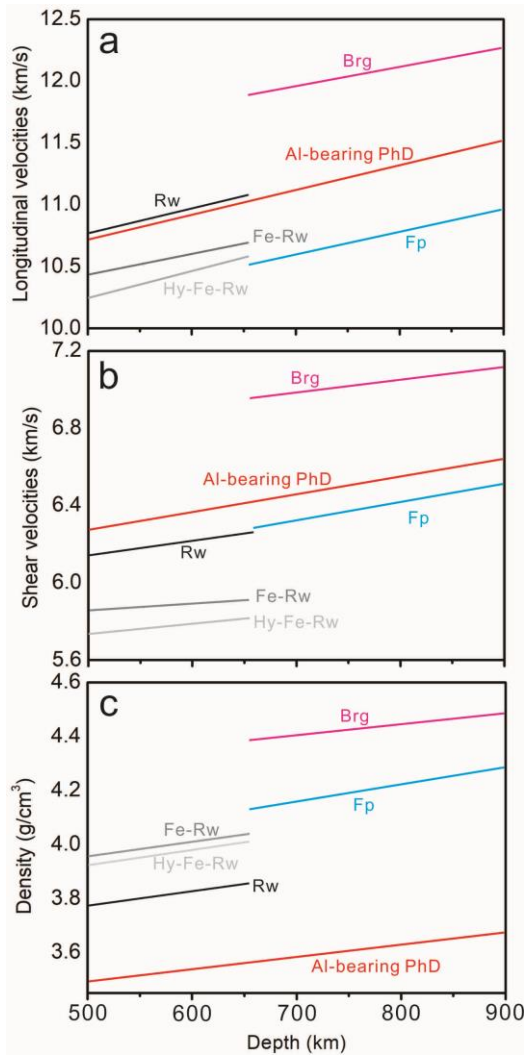 a
12.5
12.0
11.5
11.0
10.5
10.0
Longitudinal velocities (km/s)
Brg
Al-bearing PhD
Rw
Fe-Rw
Fp
Hy-Fe-Rw
b
7.2
6.8
6.4
6.0
5.6
Shear velocities (km/s)
Brg
Al-bearing PhD
Rw
Fp
Fe-Rw
Hy-Fe-Rw
c
4.6
4.4
4.2
4.0
3.8
3.6
Density (g/cm³)
Brg
Fp
Fe-Rw
Hy-Fe-Rw
Rw
Al-bearing PhD
500 600 700 800 900
Depth (km)